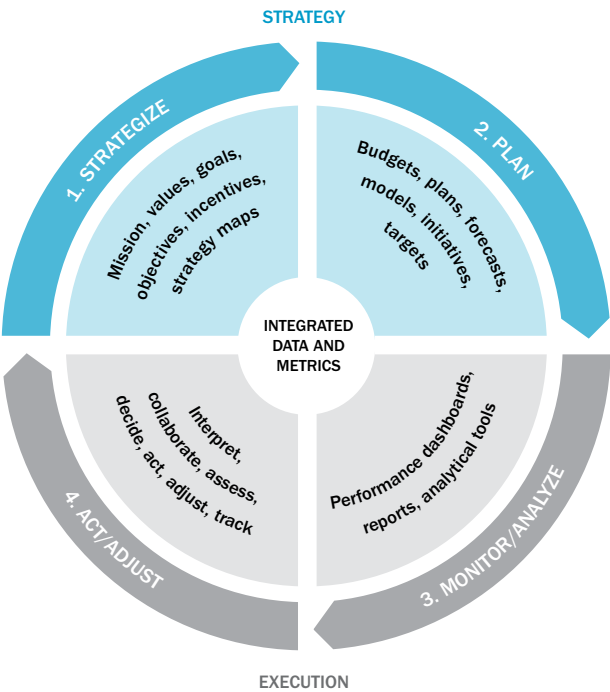 STRATEGY
1. STRATEGIZE
Mission, values, goals,
objectives, incentives,
strategy maps
2. PLAN
Budgets, plans, forecasts,
models, initiatives,
targets
INTEGRATED
DATA AND
METRICS
Interpret,
collaborate, assess,
decide, act, adjust, track
4. ACT/ADJUST
Performance dashboards,
reports, analytical tools
3. MONITOR/ANALYZE
EXECUTION